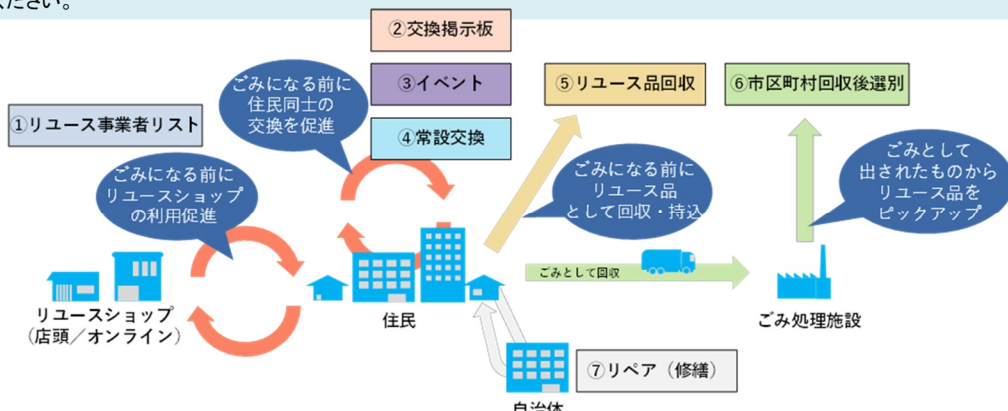 ください。
②交換掲示板
③イベント
④常設交換
⑤リユース品回収
⑥市区町村回収後選別
①リユース事業者リスト
ごみになる前に
住民同士の
交換を促進
ごみになる前に
リユースショップ
の利用促進
ごみになる前に
リユース品
として回収・持込
ごみとして
出されたものから
リユース品を
ピックアップ
ごみとして回収
リユースショップ
(店頭/オンライン)
住民
ごみ処理施設
⑦リペア(修繕)
自治体